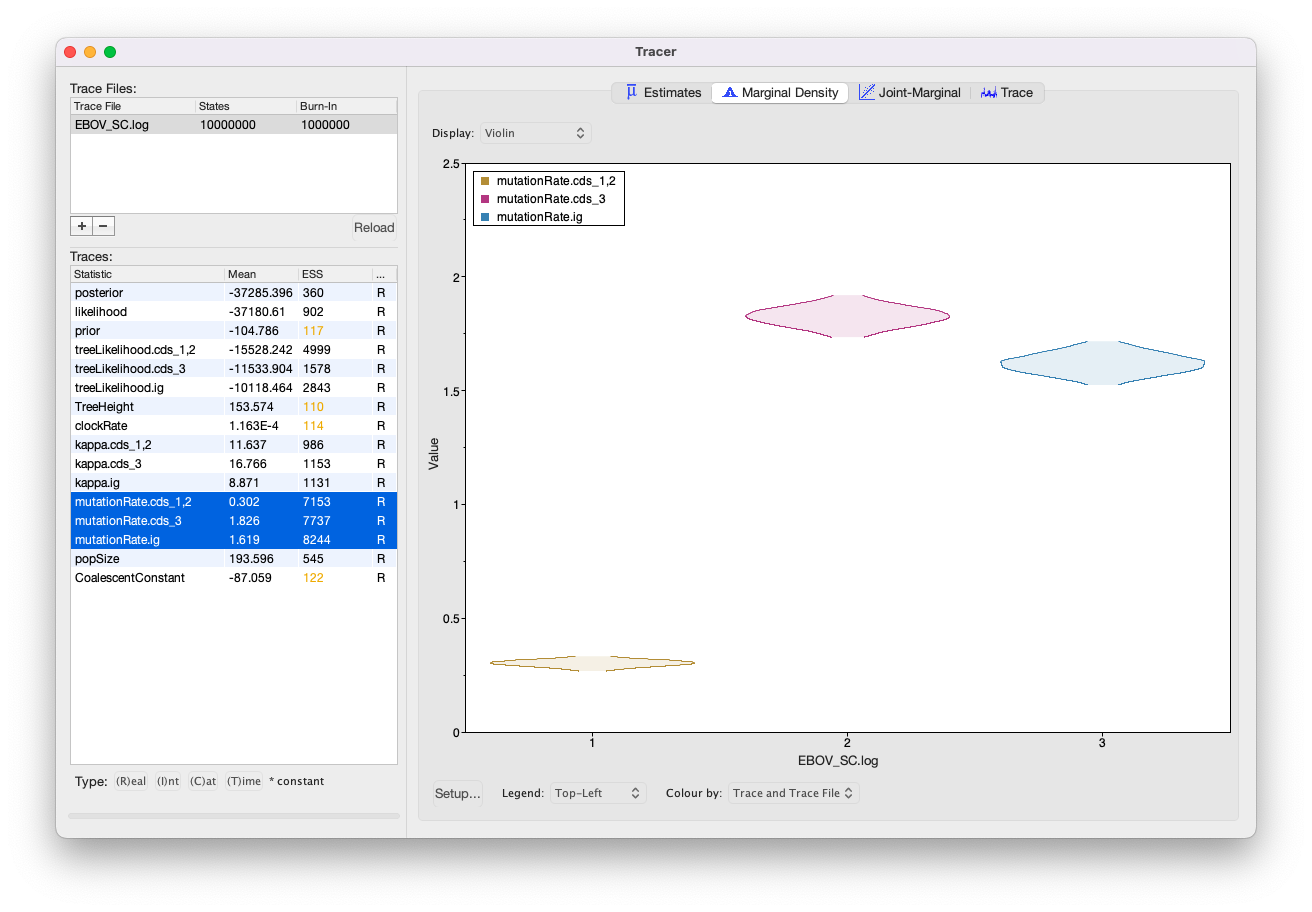 Tracer
Trace Files:
Trace File States Burn-In
EBOV_SC.log 10000000 1000000
+ − Reload
Traces:
Statistic Mean ESS ...
posterior -37285.396 360 R
likelihood -37180.61 902 R
prior -104.786 117 R
treeLikelihood.cds_1,2 -15528.242 4999 R
treeLikelihood.cds_3 -11533.904 1578 R
treeLikelihood.ig -10118.464 2843 R
TreeHeight 153.574 110 R
clockRate 1.163E-4 114 R
kappa.cds_1,2 11.637 986 R
kappa.cds_3 16.766 1153 R
kappa.ig 8.871 1131 R
mutationRate.cds_1,2 0.302 7153 R
mutationRate.cds_3 1.826 7737 R
mutationRate.ig 1.619 8244 R
popSize 193.596 545 R
CoalescentConstant -87.059 122 R
Type: (R)eal (I)nt (C)at (T)ime * constant
Estimates Marginal Density Joint-Marginal Trace
Display: Violin
2.5
2
1.5
1
0.5
0
Value
mutationRate.cds_1,2
mutationRate.cds_3
mutationRate.ig
1 2 3
EBOV_SC.log
Setup... Legend: Top-Left Colour by: Trace and Trace File